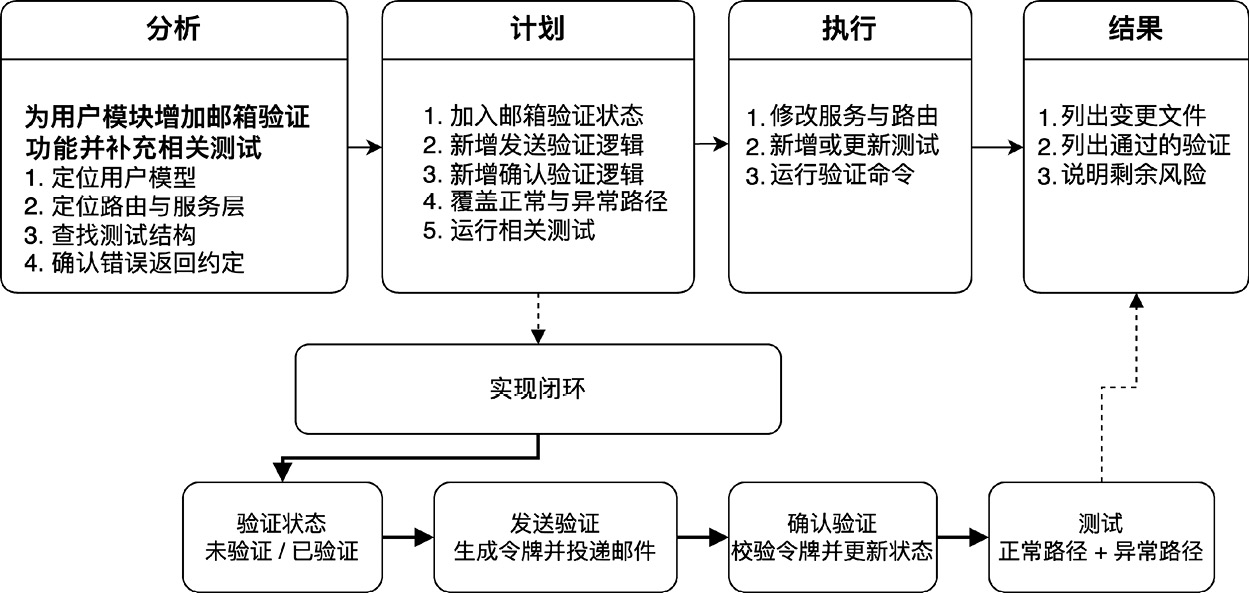 分析
为用户模块增加邮箱验证
功能并补充相关测试
1. 定位用户模型
2. 定位路由与服务层
3. 查找测试结构
4. 确认错误返回约定
计划
1. 加入邮箱验证状态
2. 新增发送验证逻辑
3. 新增确认验证逻辑
4. 覆盖正常与异常路径
5. 运行相关测试
执行
1. 修改服务与路由
2. 新增或更新测试
3. 运行验证命令
结果
1. 列出变更文件
2. 列出通过的验证
3. 说明剩余风险
实现闭环
验证状态
未验证 / 已验证
发送验证
生成令牌并投递邮件
确认验证
校验令牌并更新状态
测试
正常路径 + 异常路径